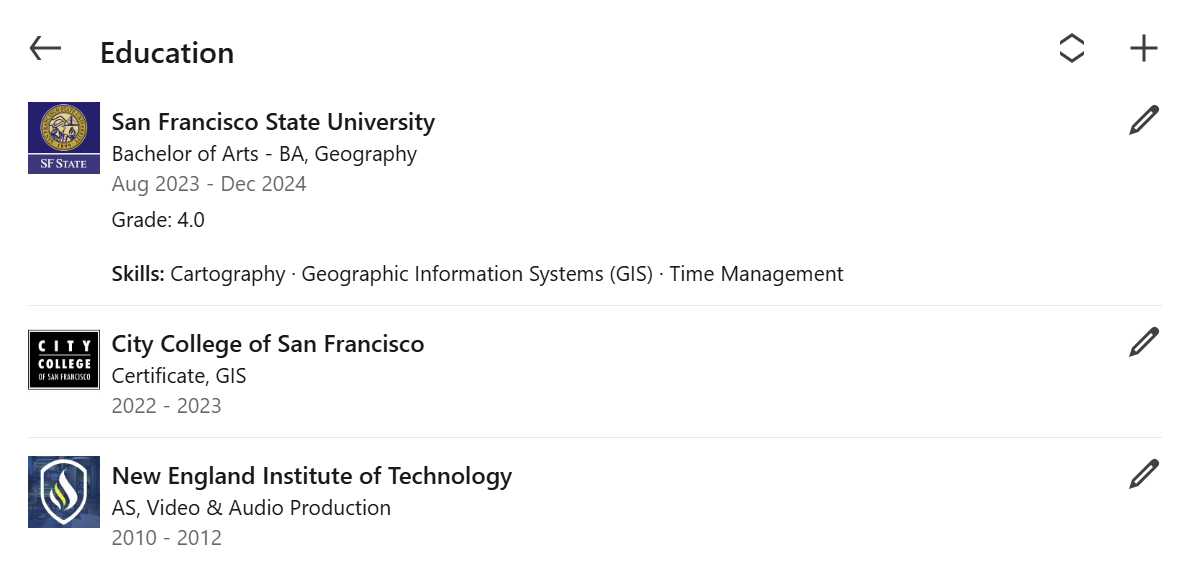 Education
San Francisco State University
Bachelor of Arts - BA, Geography
Aug 2023 - Dec 2024
Grade: 4.0
Skills: Cartography · Geographic Information Systems (GIS) · Time Management
SF STATE
City College of San Francisco
Certificate, GIS
2022 - 2023
CITY
COLLEGE
OF SAN FRANCISCO
New England Institute of Technology
AS, Video & Audio Production
2010 - 2012